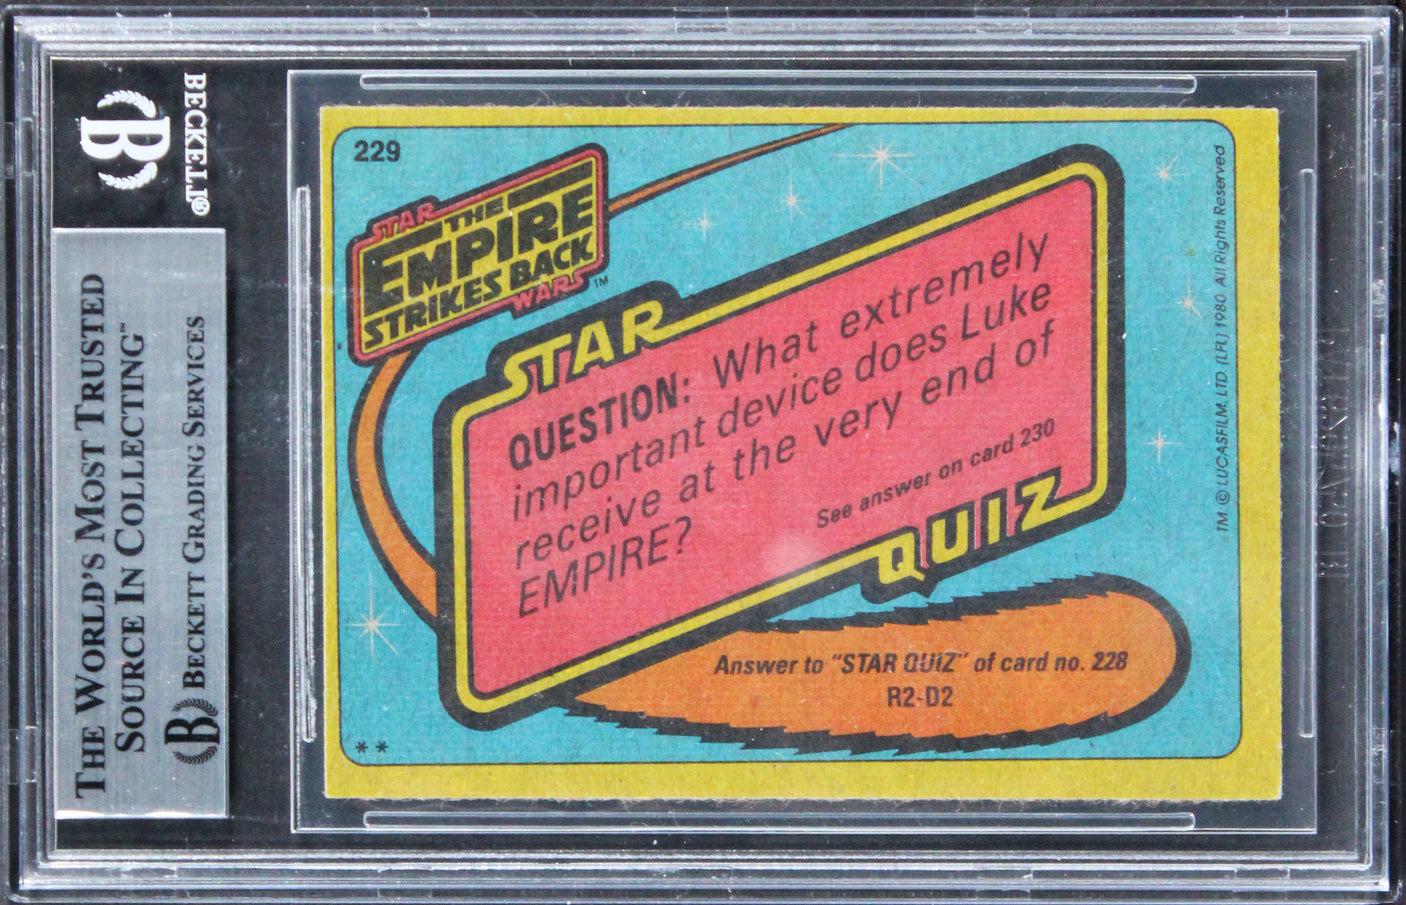 BECKETT®
B
THE WORLD'S MOST TRUSTED
SOURCE IN COLLECTING™
B BECKETT GRADING SERVICES
229
STAR
THE
EMPIRE
STRIKES BACK
WARS TM
STAR
QUESTION: What extremely
important device does Luke
receive at the very end of
EMPIRE?
See answer on card 230
QUIZ
Answer to "STAR QUIZ" of card no. 228
R2-D2
**
TM: © LUCASFILM, LTD. (LFL) 1980. All Rights Reserved